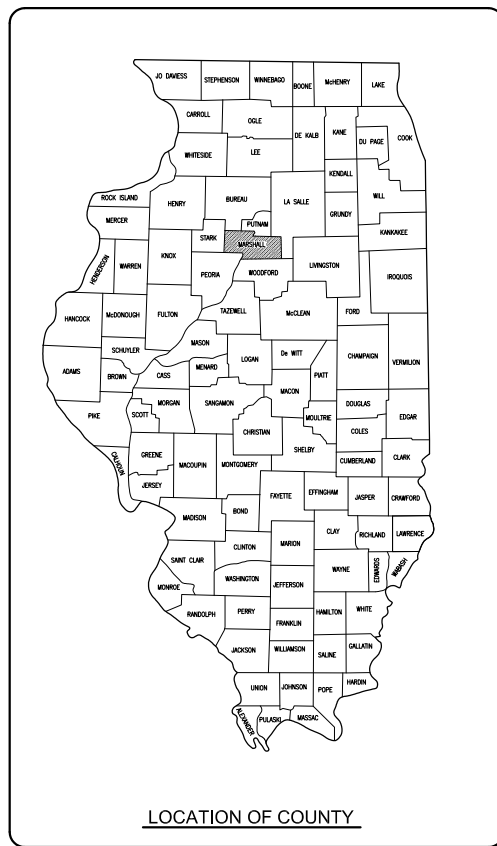 JO DAVIESS
STEPHENSON
WINNEBAGO
BOONE
McHENRY
LAKE
CARROLL
OGLE
DE KALB
KANE
COOK
DU PAGE
WHITESIDE
LEE
KENDALL
WILL
ROCK ISLAND
HENRY
BUREAU
LA SALLE
GRUNDY
MERCER
PUTNAM
KANKAKEE
STARK
MARSHALL
HENDERSON
WARREN
KNOX
PEORIA
WOODFORD
LIVINGSTON
IROQUOIS
HANCOCK
McDONOUGH
FULTON
TAZEWELL
McCLEAN
FORD
MASON
SCHUYLER
LOGAN
De WITT
CHAMPAIGN
VERMILION
ADAMS
BROWN
CASS
MENARD
PIATT
MACON
MORGAN
SANGAMON
DOUGLAS
PIKE
SCOTT
CHRISTIAN
MOULTRIE
COLES
EDGAR
CALHOUN
GREENE
MACOUPIN
MONTGOMERY
SHELBY
CUMBERLAND
CLARK
JERSEY
FAYETTE
EFFINGHAM
JASPER
CRAWFORD
MADISON
BOND
CLAY
RICHLAND
LAWRENCE
CLINTON
MARION
SAINT CLAIR
WAYNE
EDWARDS
WABASH
WASHINGTON
JEFFERSON
MONROE
RANDOLPH
PERRY
HAMILTON
WHITE
FRANKLIN
JACKSON
WILLIAMSON
SALINE
GALLATIN
UNION
JOHNSON
POPE
HARDIN
ALEXANDER
PULASKI
MASSAC
LOCATION OF COUNTY